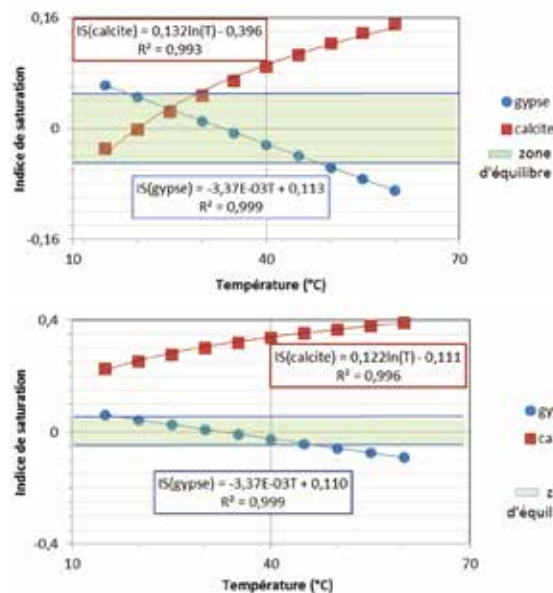 0,16
IS(calcite) = 0,132ln(T) - 0,396
R² = 0,993
gypse
calcite
zone
d'équilibre
Indice de saturation
0
IS(gypse) = -3,37E-03T + 0,113
R² = 0,999
-0,16
10
40
70
Température (°C)
0,4
IS(calcite) = 0,122ln(T) - 0,111
R² = 0,996
gy
ca
z
d'équili
Indice de saturation
0
IS(gypse) = -3,37E-03T + 0,110
R² = 0,999
-0,4
10
40
70
Température (°C)